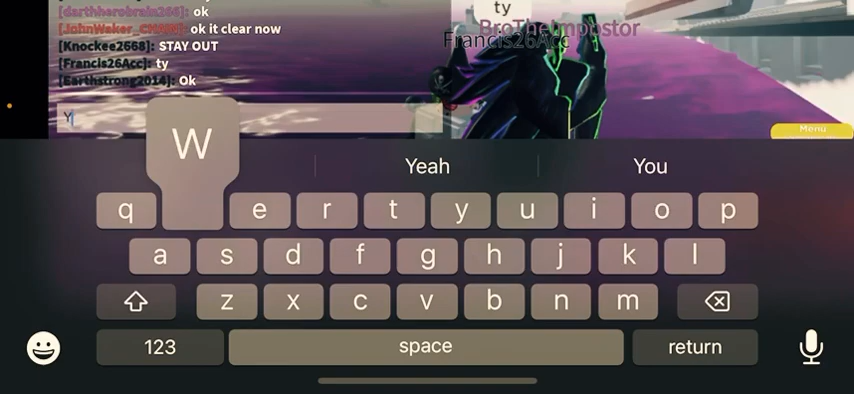 [darthherobrain266]: ok
ty
[JohnWaker_CHAIN]: ok it clear now
BroTheImpostor
Francis26Acc
[Knockee2668]: STAY OUT
[Francis26Acc]: ty
[Earthstrong2014]: Ok
Y
Menu
W
Yeah
You
q e r t y u i o p
a s d f g h j k l
z x c v b n m
123 space return